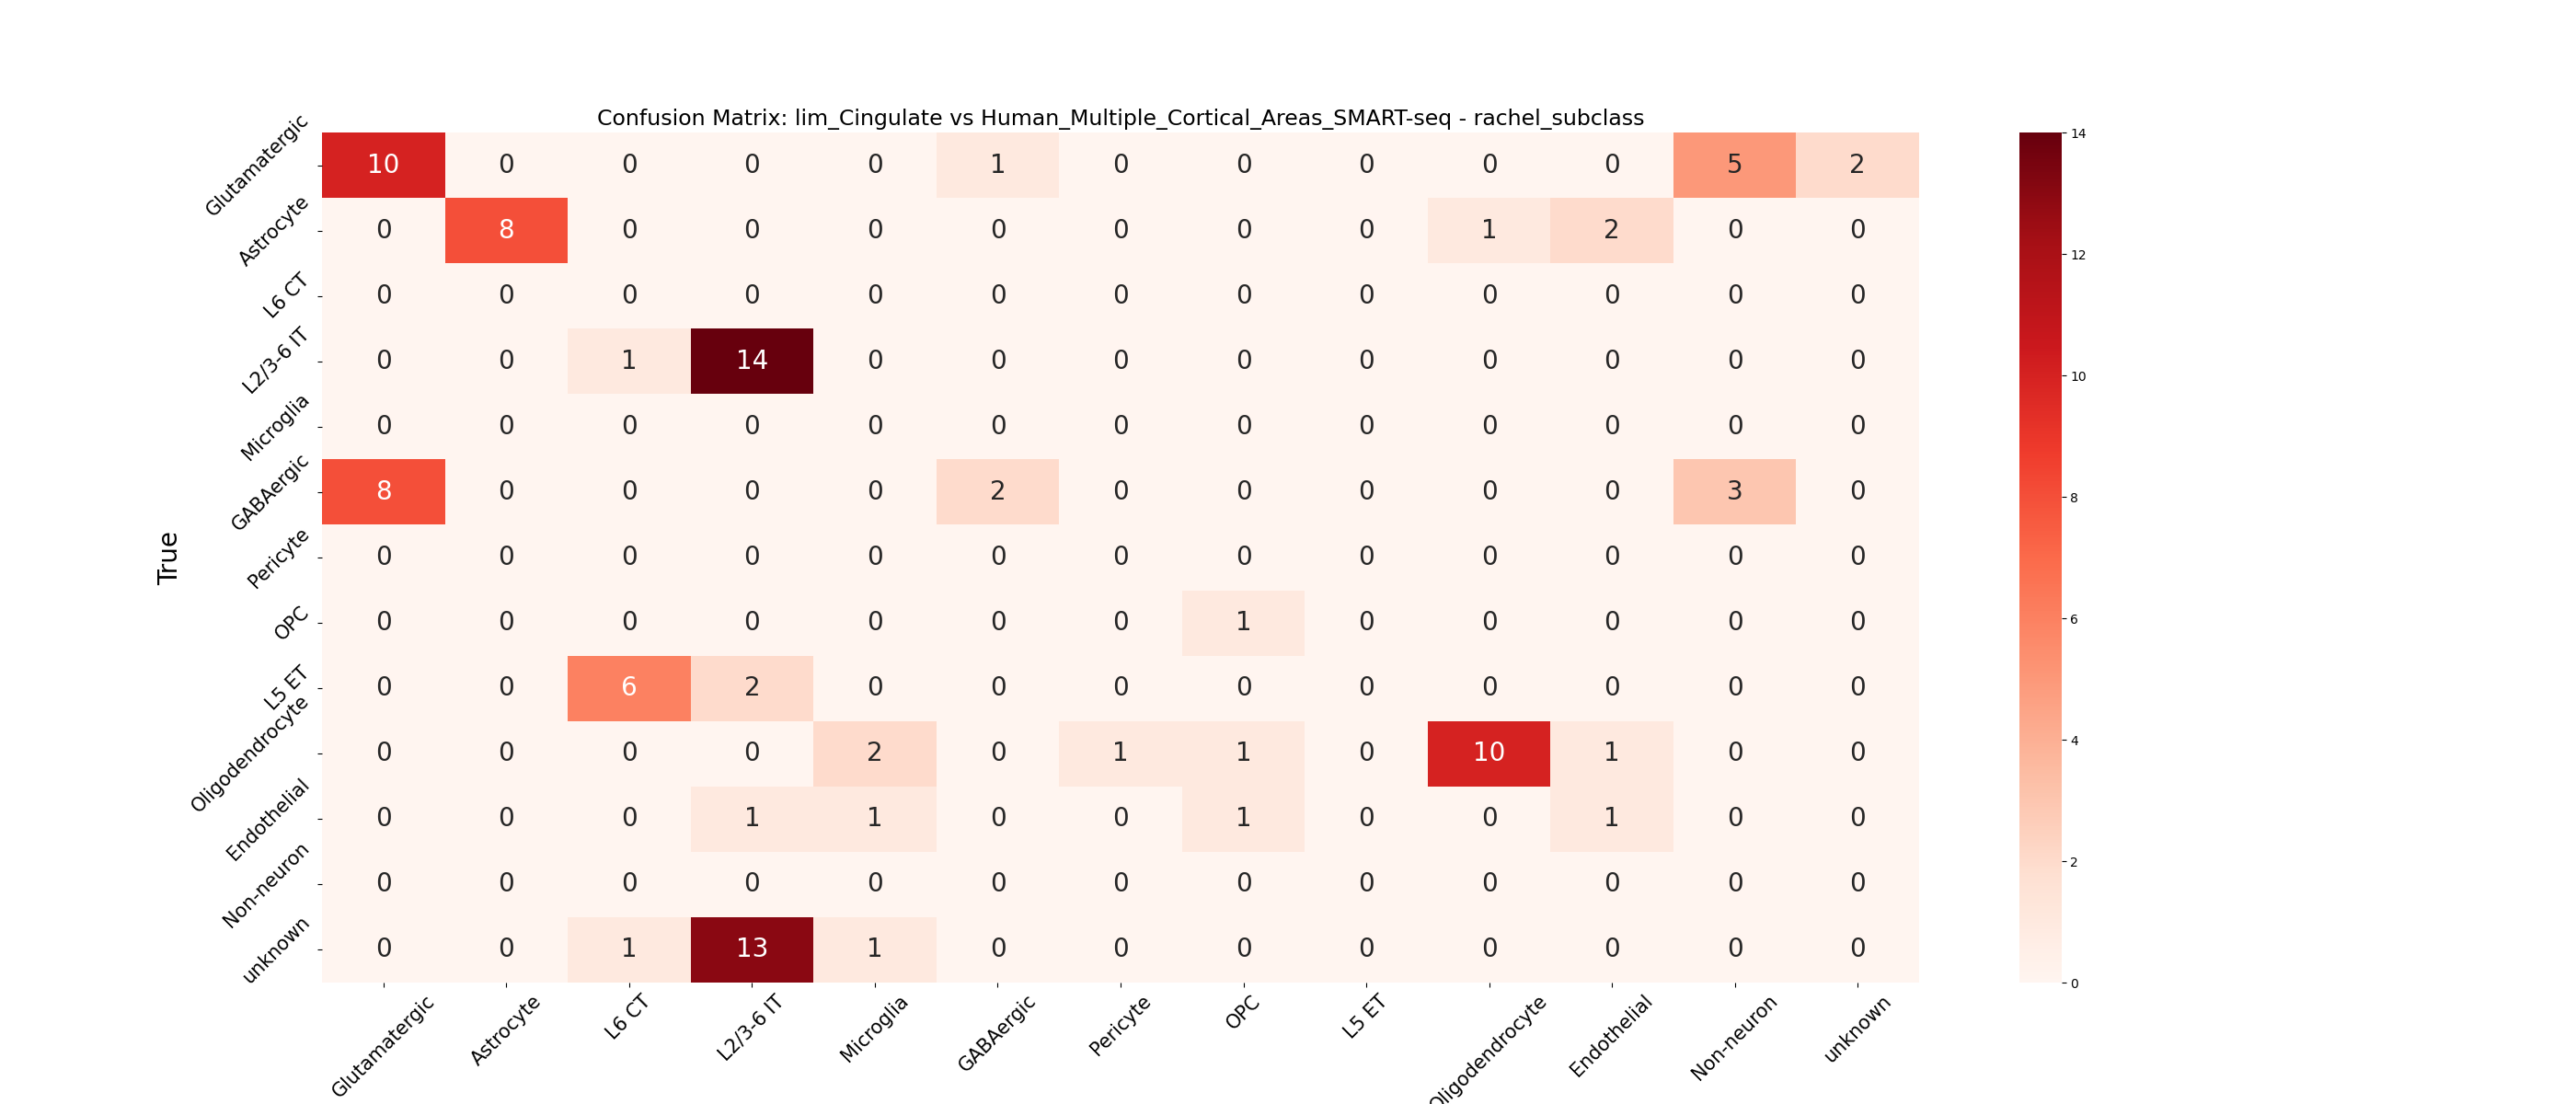 Confusion Matrix: lim_Cingulate vs Human_Multiple_Cortical_Areas_SMART-seq - rachel_subclass
True
Glutamatergic 10 0 0 0 0 1 0 0 0 0 0 5 2
Astrocyte 0 8 0 0 0 0 0 0 0 1 2 0 0
L6 CT 0 0 0 0 0 0 0 0 0 0 0 0 0
L2/3-6 IT 0 0 1 14 0 0 0 0 0 0 0 0 0
Microglia 0 0 0 0 0 0 0 0 0 0 0 0 0
GABAergic 8 0 0 0 0 2 0 0 0 0 0 3 0
Pericyte 0 0 0 0 0 0 0 0 0 0 0 0 0
OPC 0 0 0 0 0 0 0 1 0 0 0 0 0
L5 ET 0 0 6 2 0 0 0 0 0 0 0 0 0
Oligodendrocyte 0 0 0 0 2 0 1 1 0 10 1 0 0
Endothelial 0 0 0 1 1 0 0 1 0 0 1 0 0
Non-neuron 0 0 0 0 0 0 0 0 0 0 0 0 0
unknown 0 0 1 13 1 0 0 0 0 0 0 0 0
Glutamatergic Astrocyte L6 CT L2/3-6 IT Microglia GABAergic Pericyte OPC L5 ET Oligodendrocyte Endothelial Non-neuron unknown
14
12
10
8
6
4
2
0